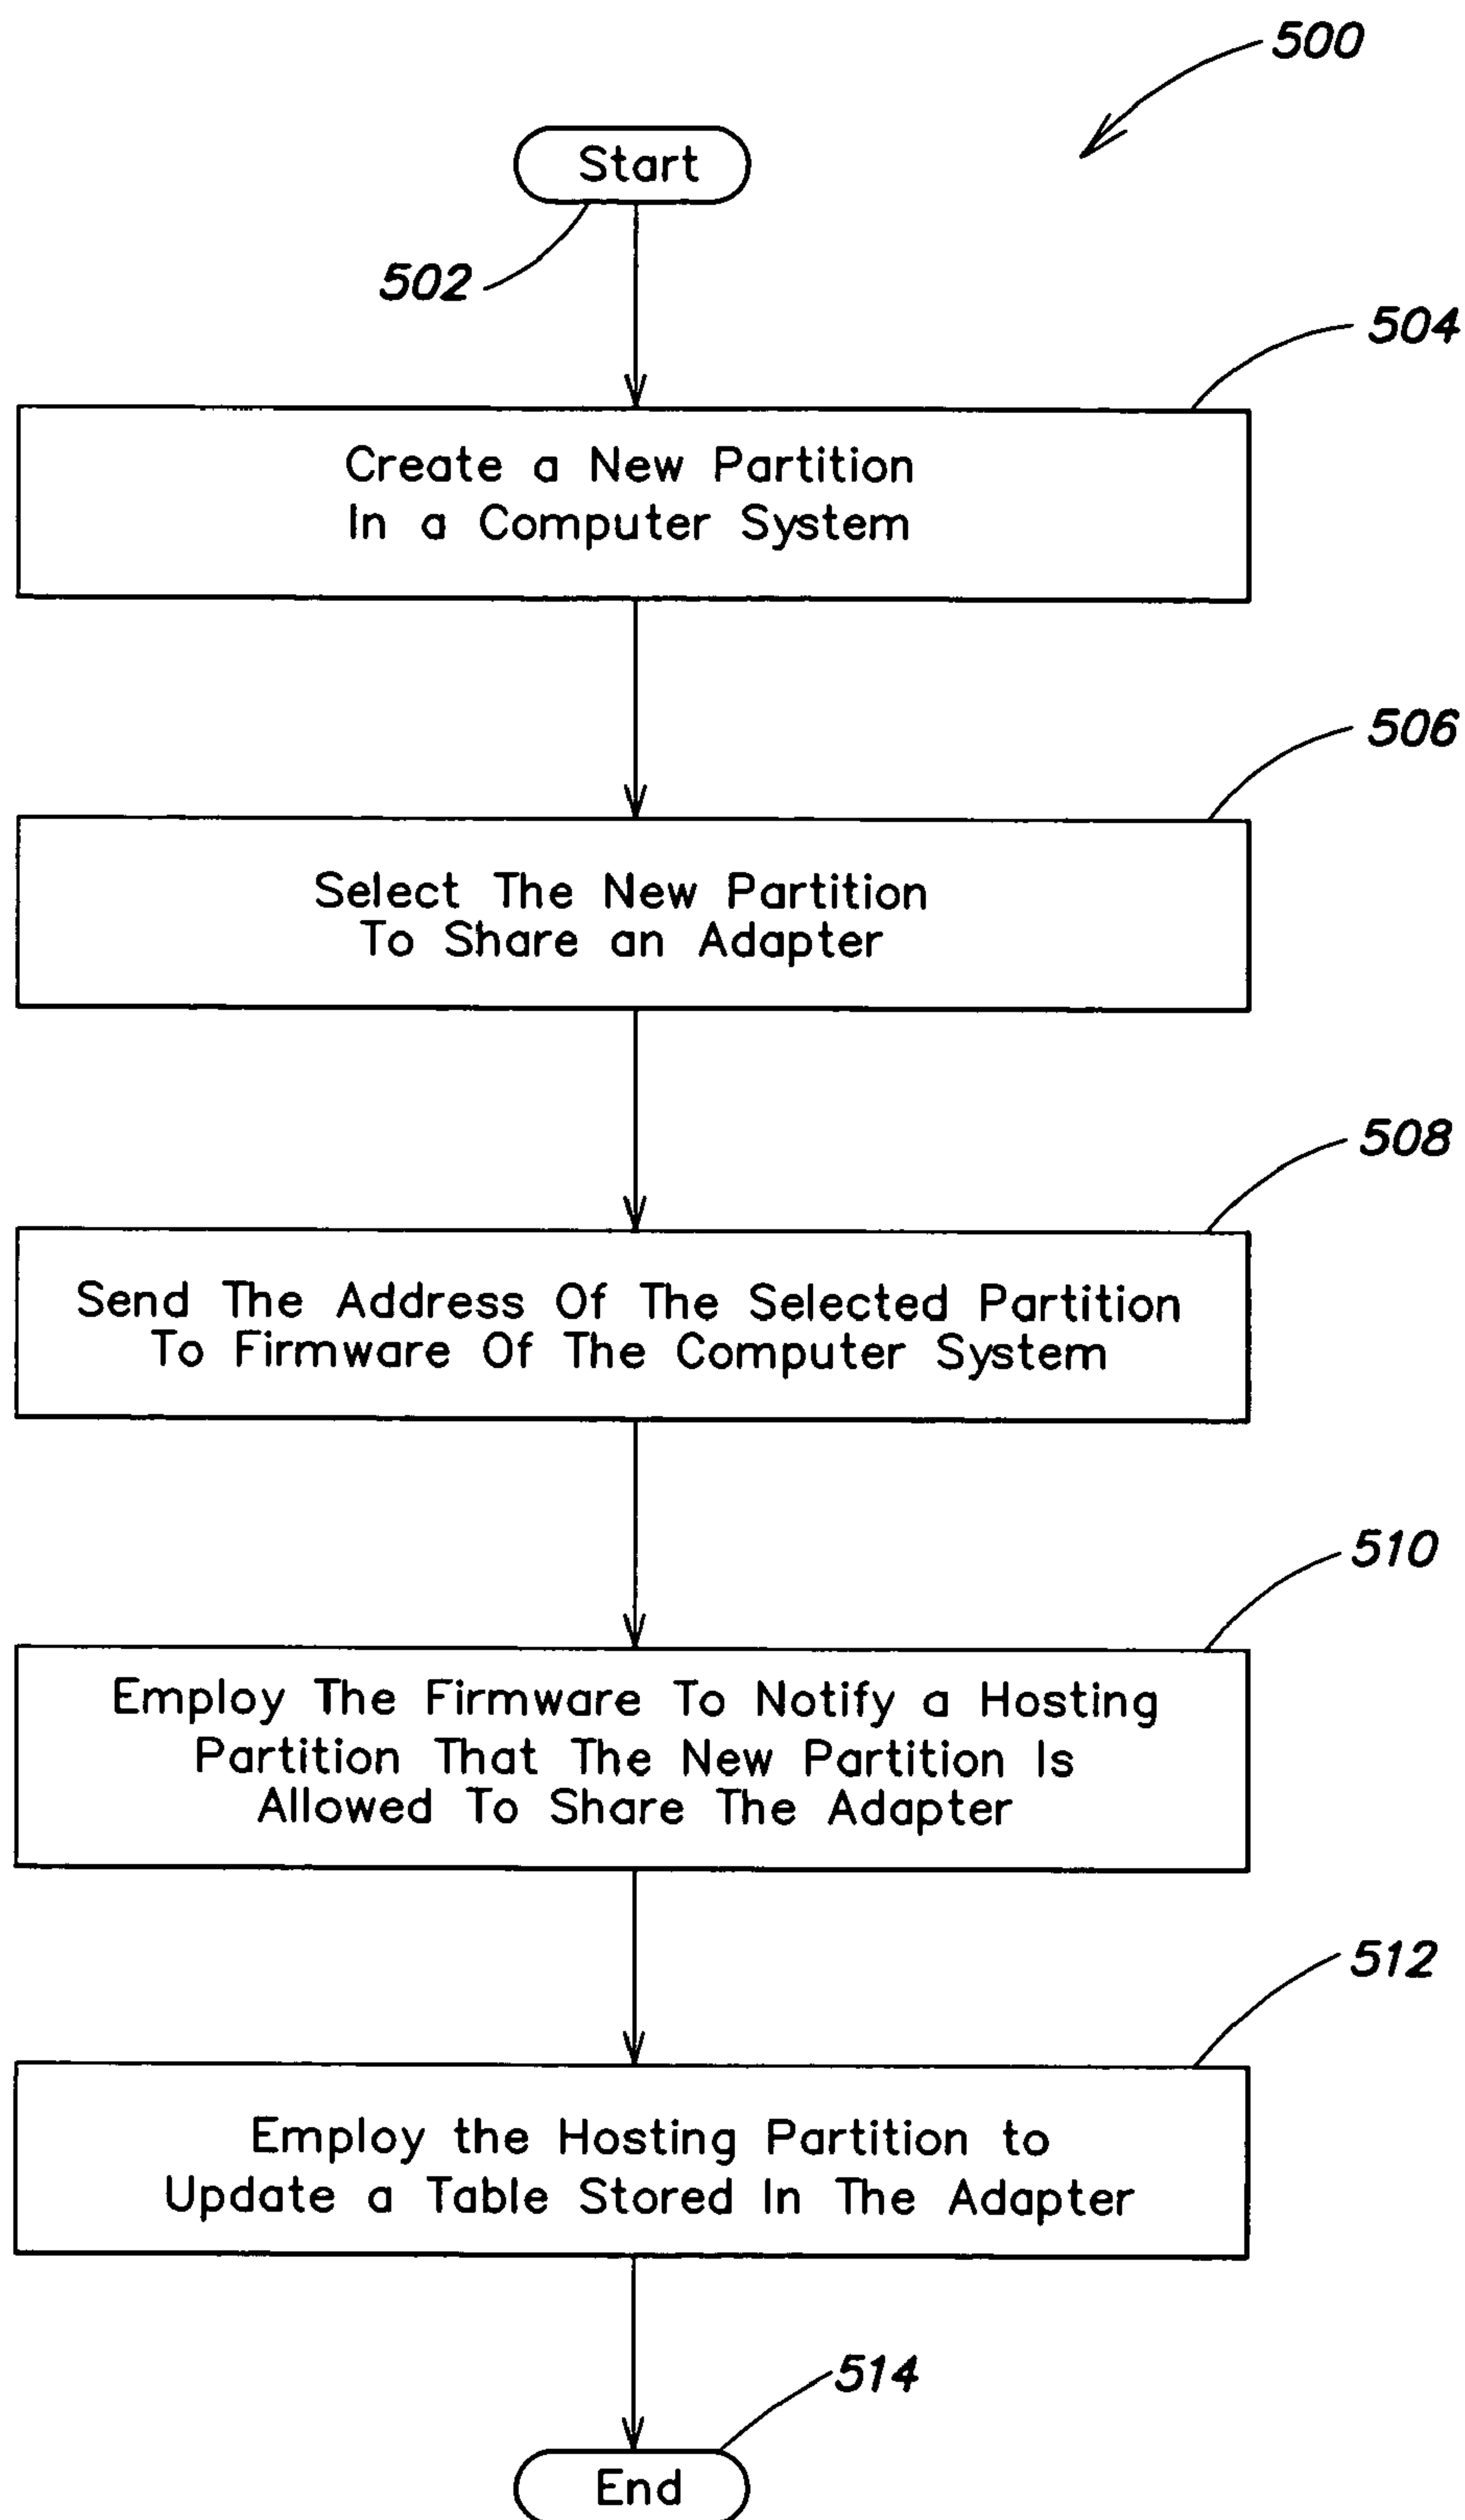 500
Start
502
504
Create a New Partition
In a Computer System
506
Select The New Partition
To Share an Adapter
508
Send The Address Of The Selected Partition
To Firmware Of The Computer System
510
Employ The Firmware To Notify a Hosting
Partition That The New Partition Is
Allowed To Share The Adapter
512
Employ the Hosting Partition to
Update a Table Stored In The Adapter
514
End